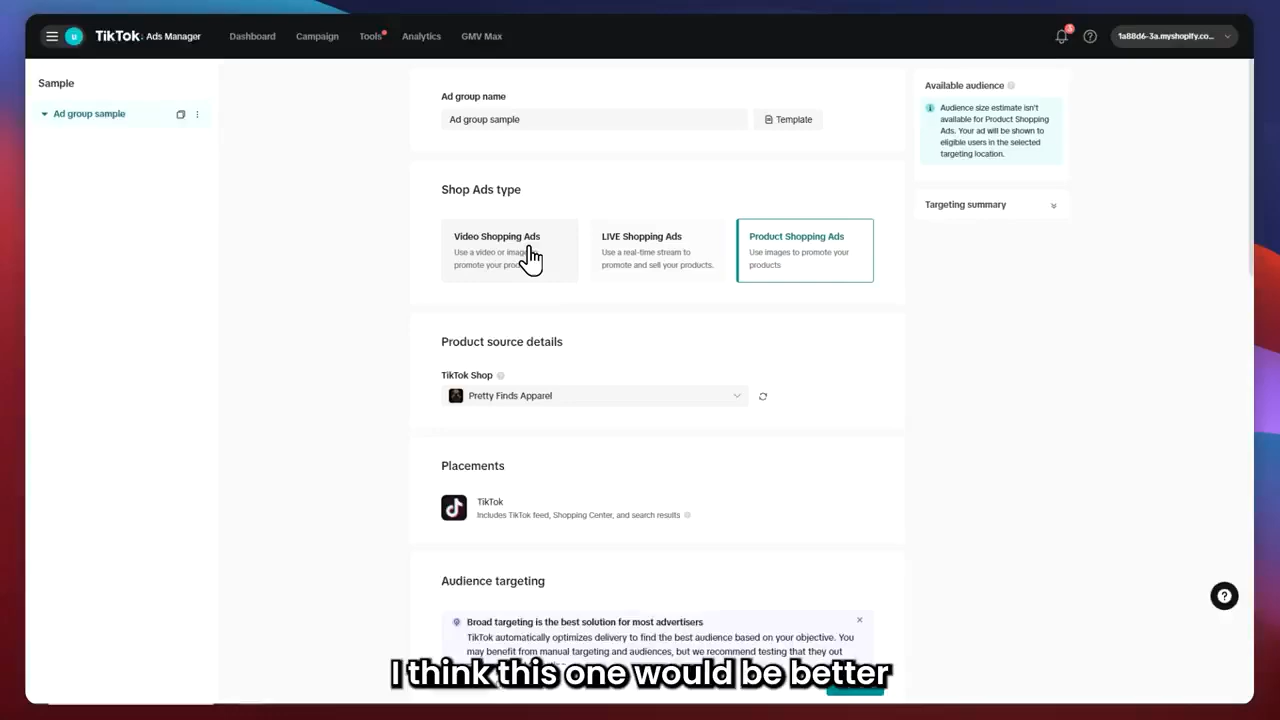 TikTok: Ads Manager
Dashboard
Campaign
Tools
Analytics
GMV Max
3
1a88d6-3a.myshopify.co...
Sample
Ad group sample
Ad group name
Ad group sample
Template
Shop Ads type
Video Shopping Ads
Use a video or image
promote your
LIVE Shopping Ads
Use a real-time stream to
promote and sell your products.
Product Shopping Ads
Use images to promote your
products
Product source details
TikTok Shop
Pretty Finds Apparel
Placements
TikTok
Includes TikTok feed, Shopping Center, and search results
Audience targeting
Broad targeting is the best solution for most advertisers
TikTok automatically optimizes delivery to find the best audience based on your objective. You
may benefit from manual targeting and audiences, but we recommend testing that they out
I think this one would be better
Available audience
Audience size estimate isn't
available for Product Shopping
Ads. Your ad will be shown to
eligible users in the selected
targeting location.
Targeting summary